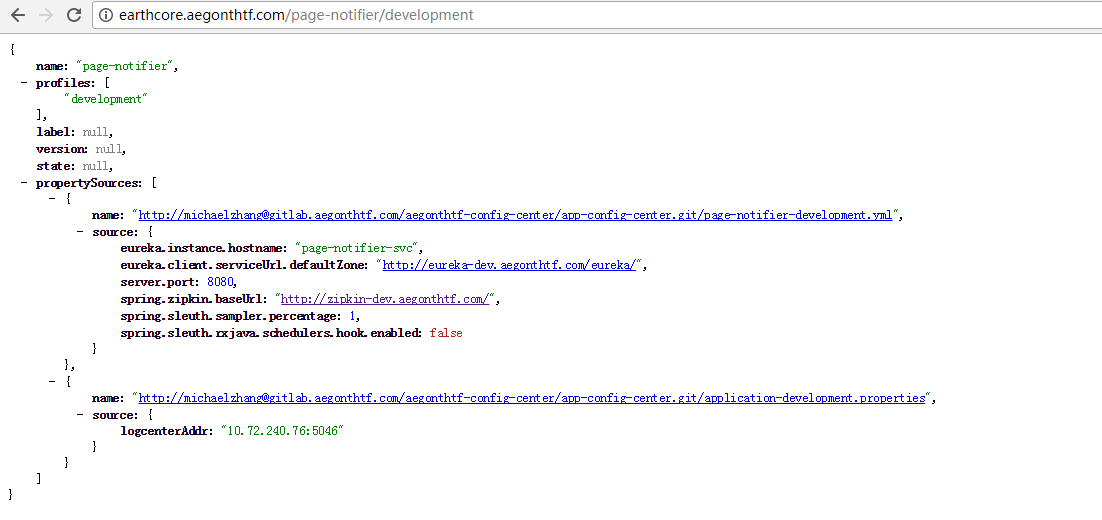 earthcore.aegonthtf.com/page-notifier/development
{
name: "page-notifier",
- profiles: [
"development"
],
label: null,
version: null,
state: null,
- propertySources: [
- {
name: "http://michaelzhang@gitlab.aegonthtf.com/aegonthtf-config-center/app-config-center.git/page-notifier-development.yml",
- source: {
eureka.instance.hostname: "page-notifier-svc",
eureka.client.serviceUrl.defaultZone: "http://eureka-dev.aegonthtf.com/eureka/",
server.port: 8080,
spring.zipkin.baseUrl: "http://zipkin-dev.aegonthtf.com/",
spring.sleuth.sampler.percentage: 1,
spring.sleuth.rxjava.schedulers.hook.enabled: false
}
},
- {
name: "http://michaelzhang@gitlab.aegonthtf.com/aegonthtf-config-center/app-config-center.git/application-development.properties",
- source: {
logcenterAddr: "10.72.240.76:5046"
}
}
]
}